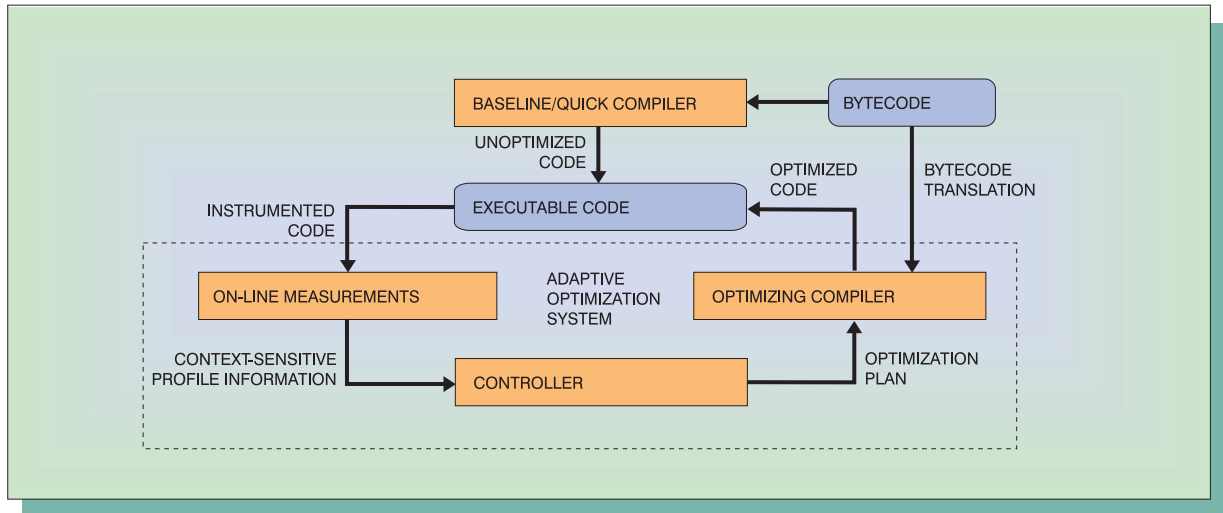 BASELINE/QUICK COMPILER
BYTECODE
UNOPTIMIZED
CODE
OPTIMIZED
CODE
BYTECODE
TRANSLATION
INSTRUMENTED
CODE
EXECUTABLE CODE
ON-LINE MEASUREMENTS
ADAPTIVE
OPTIMIZATION
SYSTEM
OPTIMIZING COMPILER
CONTEXT-SENSITIVE
PROFILE INFORMATION
CONTROLLER
OPTIMIZATION
PLAN